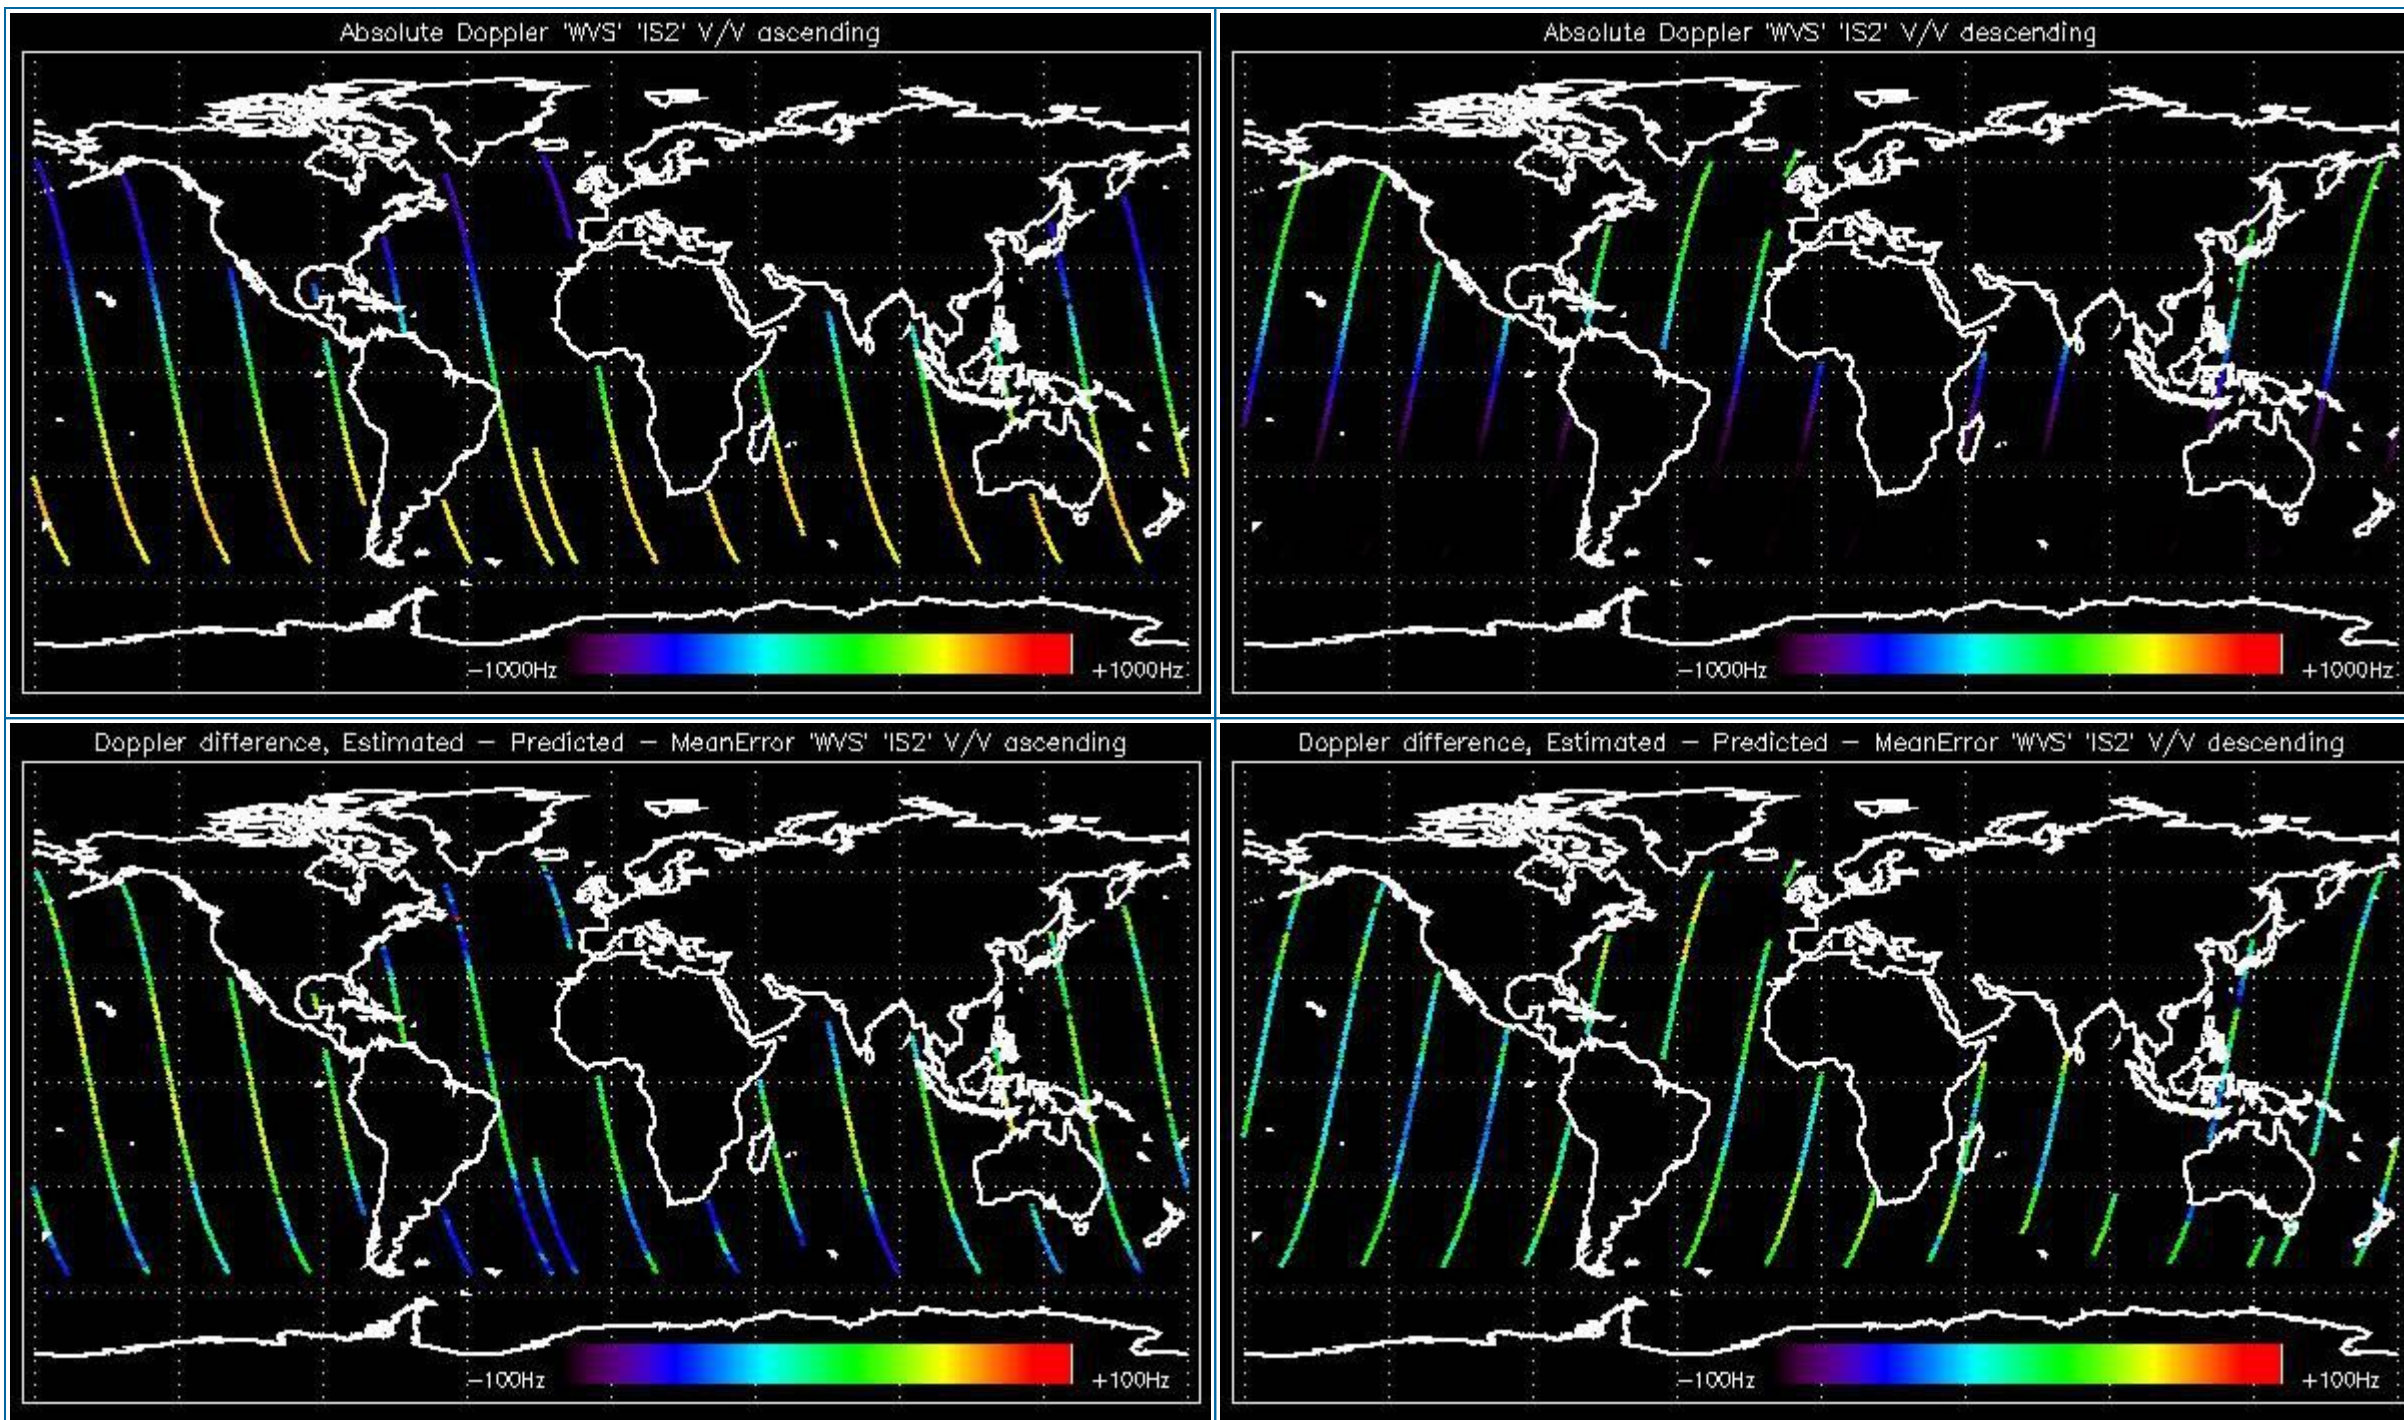 Absolute Doppler 'WVS' 'IS2' V/V ascending
-1000Hz
+1000Hz
Absolute Doppler 'WVS' 'IS2' V/V descending
-1000Hz
+1000Hz
Doppler difference, Estimated - Predicted - MeanError 'WVS' 'IS2' V/V ascending
-100Hz
+100Hz
Doppler difference, Estimated - Predicted - MeanError 'WVS' 'IS2' V/V descending
-100Hz
+100Hz